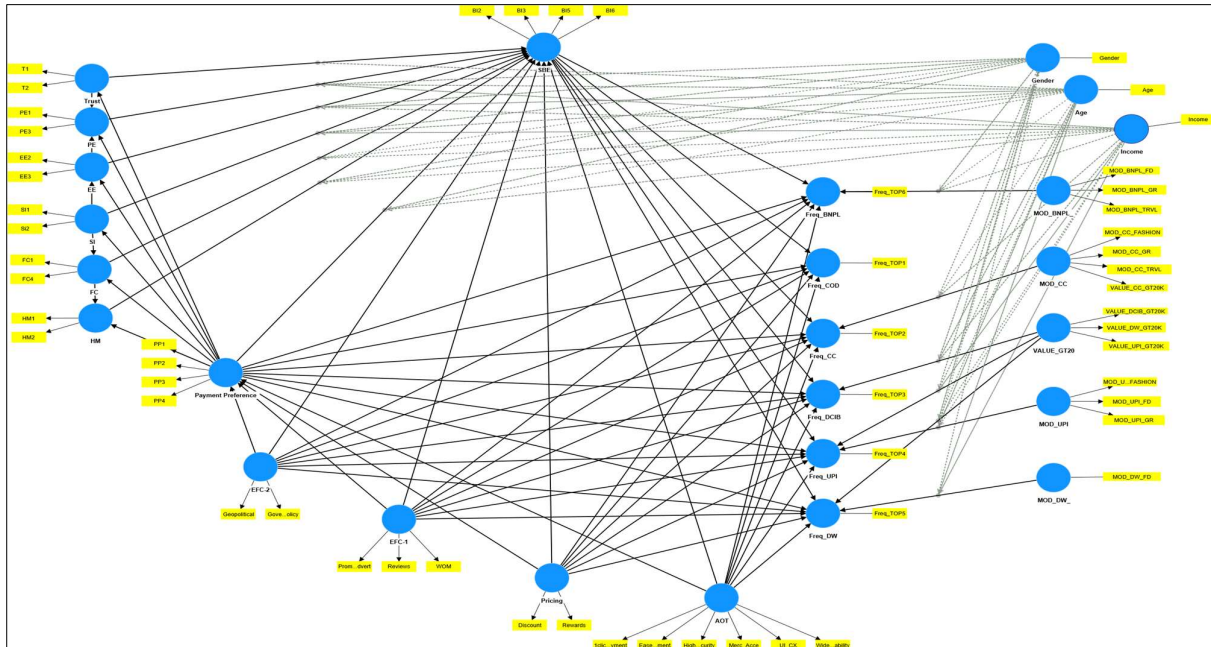 BI2
BI3
BI5
BI6
SBE
Gender
Gender
Age
Age
Income
Income
T1
T2
Trust
PE1
PE3
PE
EE2
EE3
EE
SI1
SI2
SI
FC1
FC4
FC
HM1
HM2
HM
PP1
PP2
PP3
PP4
Payment Preference
Freq_BNPL
Freq_TOP6
Freq_COD
Freq_TOP1
Freq_CC
Freq_TOP2
Freq_DCIB
Freq_TOP3
Freq_UPI
Freq_TOP4
Freq_DW
Freq_TOP5
MOD_BNPL_
MOD_BNPL_FD
MOD_BNPL_GR
MOD_BNPL_TRVL
MOD_CC
MOD_CC_FASHION
MOD_CC_GR
MOD_CC_TRVL
VALUE_CC_GT20K
VALUE_GT20
VALUE_DCIB_GT20K
VALUE_DW_GT20K
VALUE_UPI_GT20K
MOD_UPI
MOD_U...FASHION
MOD_UPI_FD
MOD_UPI_GR
MOD_DW_
MOD_DW_FD
EFC-2
Geopolitical
Gove...olicy
EFC-1
Prom...dvert
Reviews
WOM
Pricing
Discount
Rewards
AOT
1clic...yment
Ease...ment
High...curity
Merc_Acce
UI_CX
Wide...ability